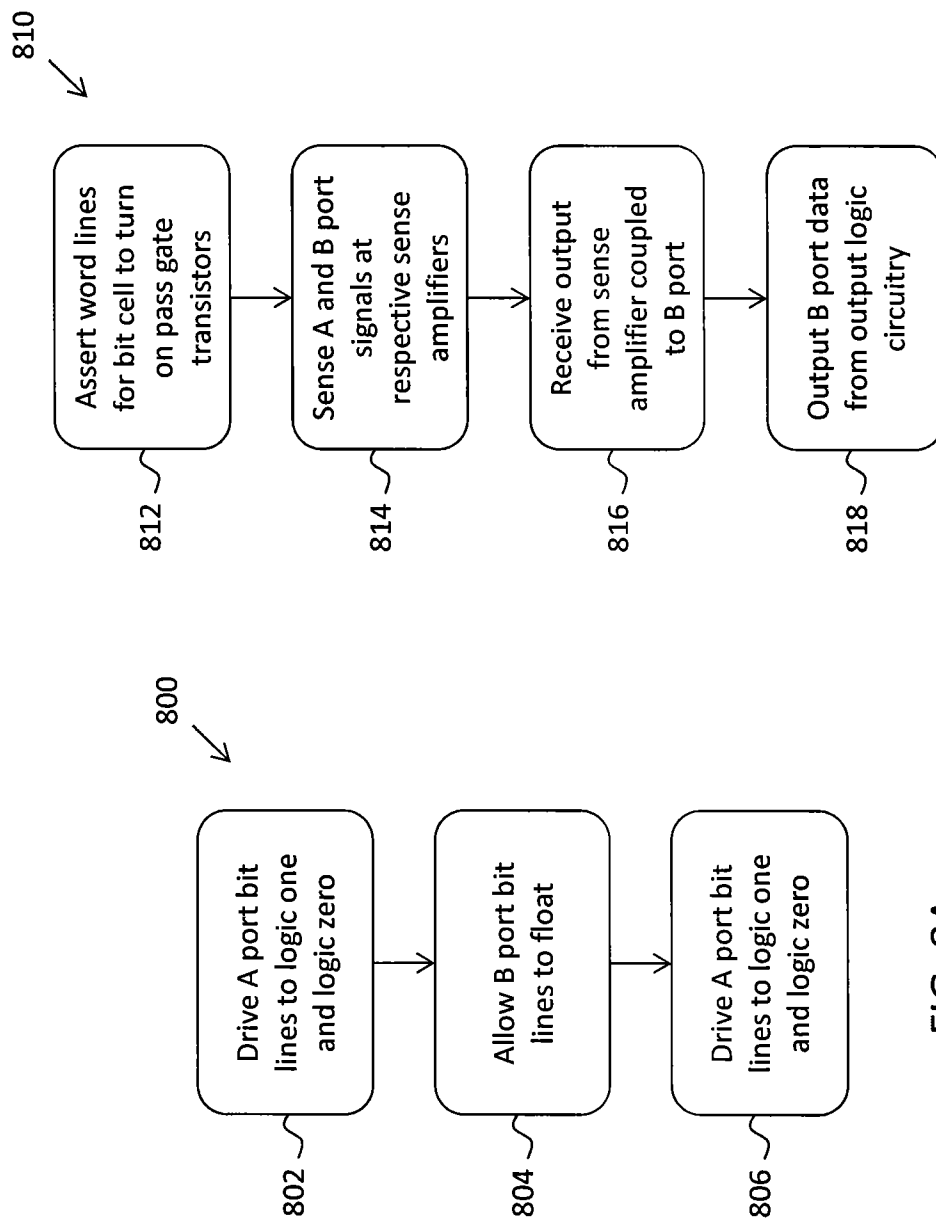 800
802
Drive A port bit
lines to logic one
and logic zero
804
Allow B port bit
lines to float
806
Drive A port bit
lines to logic one
and logic zero
810
812
Assert word lines
for bit cell to turn
on pass gate
transistors
814
Sense A and B port
signals at
respective sense
amplifiers
816
Receive output
from sense
amplifier coupled
to B port
818
Output B port data
from output logic
circuitry
FIG. 8A